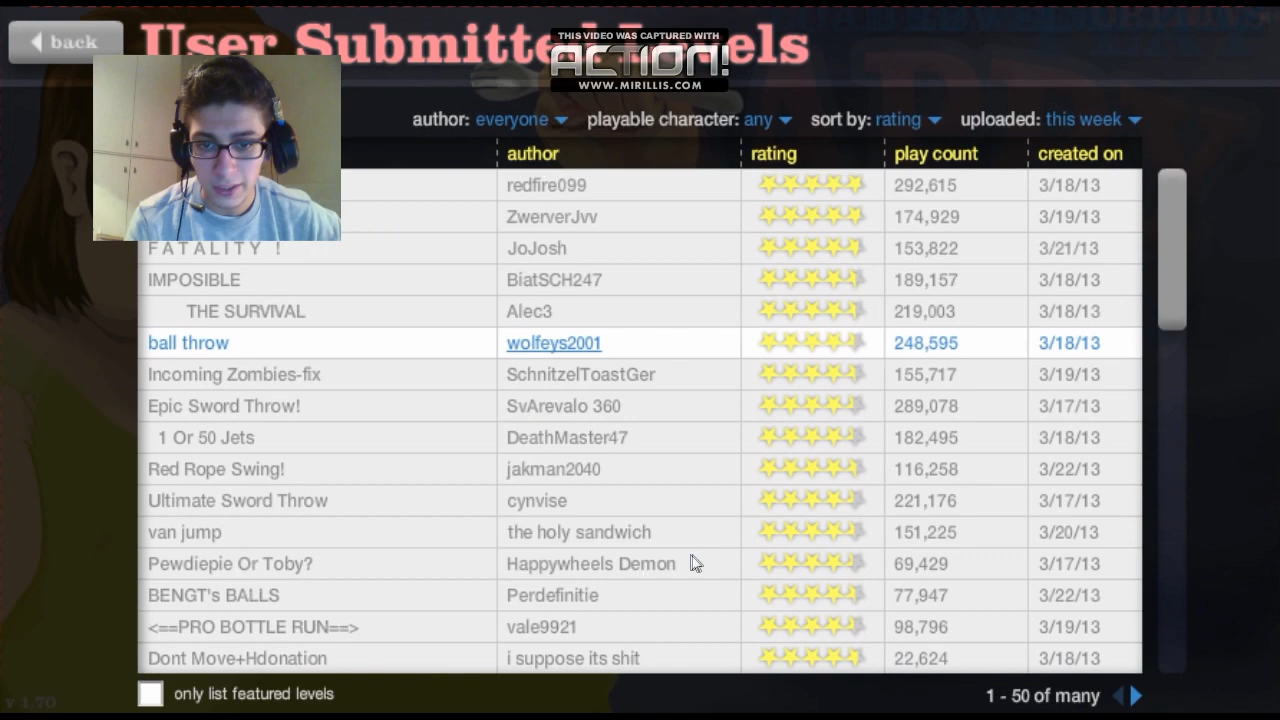 back
User Submitted Levels
THIS VIDEO WAS CAPTURED WITH
ACTION!
WWW.MIRILLIS.COM
author: everyone playable character: any sort by: rating uploaded: this week
author rating play count created on
redfire099 292,615 3/18/13
ZwerverJvv 174,929 3/19/13
F A T A L I T Y ! JoJosh 153,822 3/21/13
IMPOSIBLE BiatSCH247 189,157 3/18/13
THE SURVIVAL Alec3 219,003 3/18/13
ball throw wolfeys2001 248,595 3/18/13
Incoming Zombies-fix SchnitzelToastGer 155,717 3/19/13
Epic Sword Throw! SvArevalo 360 289,078 3/17/13
1 Or 50 Jets DeathMaster47 182,495 3/18/13
Red Rope Swing! jakman2040 116,258 3/22/13
Ultimate Sword Throw cynvise 221,176 3/17/13
van jump the holy sandwich 151,225 3/20/13
Pewdiepie Or Toby? Happywheels Demon 69,429 3/17/13
BENGT's BALLS Perdefinitie 77,947 3/22/13
<==PRO BOTTLE RUN==> vale9921 98,796 3/19/13
Dont Move+Hdonation i suppose its shit 22,624 3/18/13
only list featured levels 1 - 50 of many
v 1.70